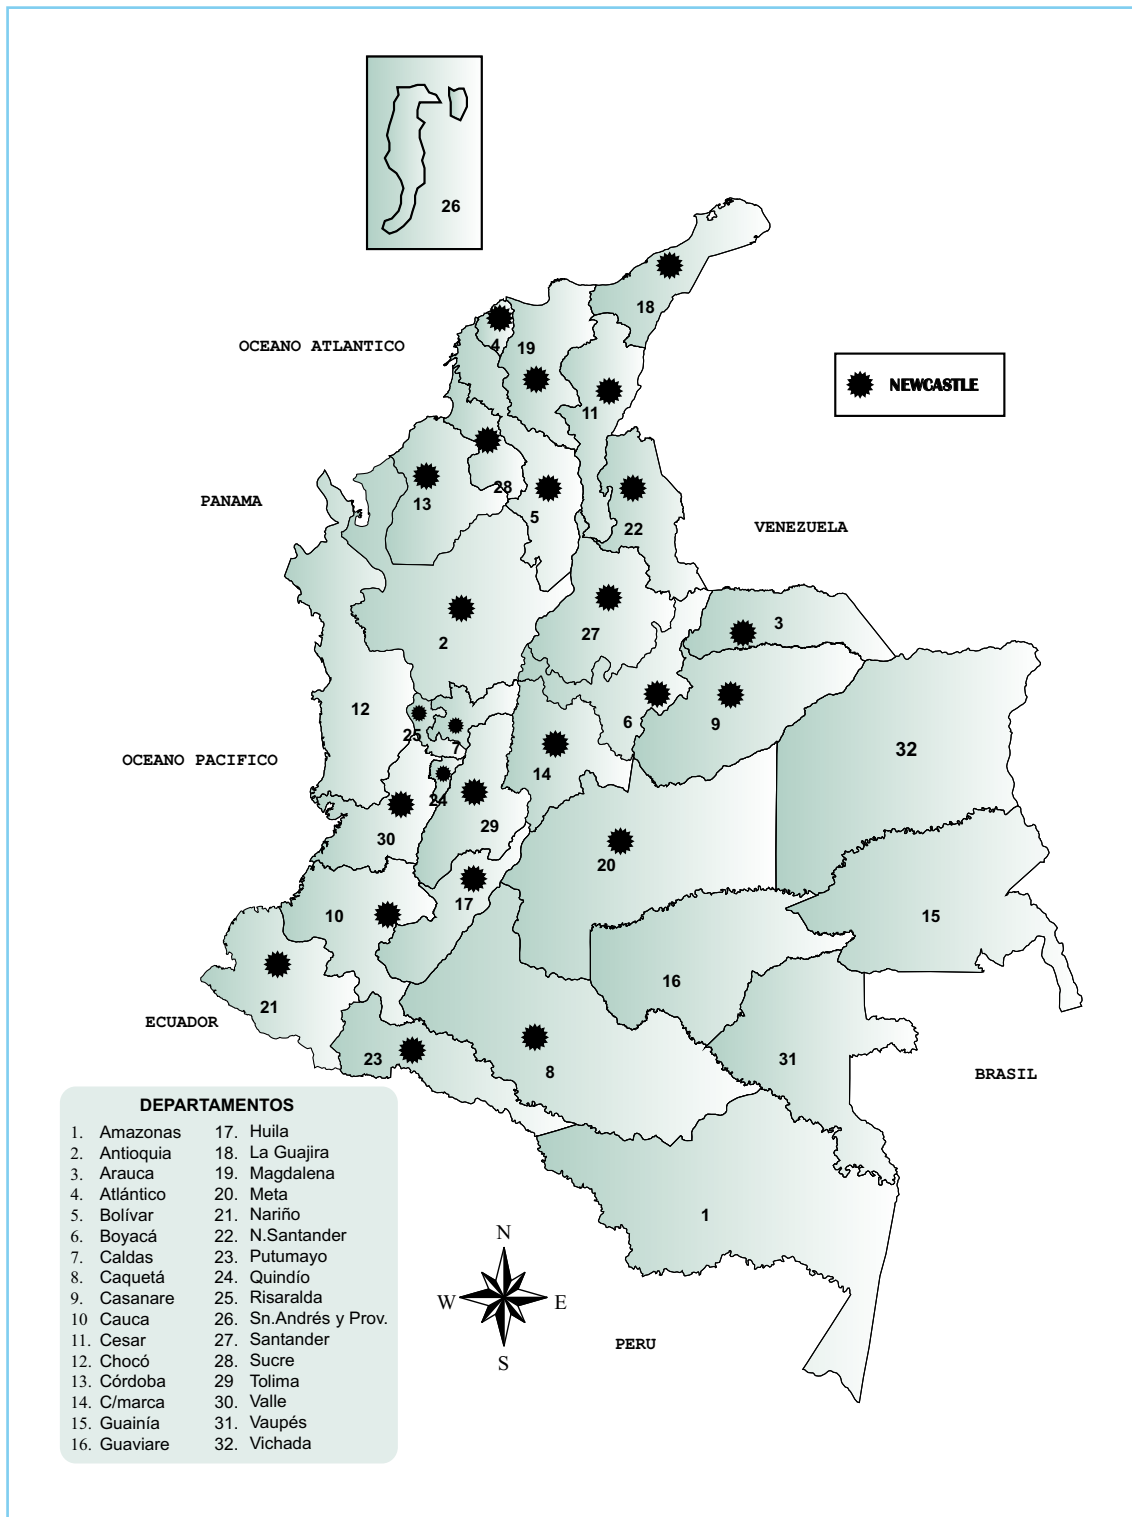 26
18
OCEANO ATLANTICO
4
19
NEWCASTLE
11
PANAMA
13
28
5
22
VENEZUELA
2
27
3
12
25
7
6
9
32
OCEANO PACIFICO
14
24
30
29
20
17
10
15
21
16
ECUADOR
23
8
31
BRASIL
1
PERU
N
W
E
S
DEPARTAMENTOS
1. Amazonas
2. Antioquia
3. Arauca
4. Atlántico
5. Bolívar
6. Boyacá
7. Caldas
8. Caquetá
9. Casanare
10 Cauca
11. Cesar
12. Chocó
13. Córdoba
14. C/marca
15. Guainía
16. Guaviare
17. Huila
18. La Guajira
19. Magdalena
20. Meta
21. Nariño
22. N.Santander
23. Putumayo
24. Quindío
25. Risaralda
26. Sn.Andrés y Prov.
27. Santander
28. Sucre
29 Tolima
30. Valle
31. Vaupés
32. Vichada